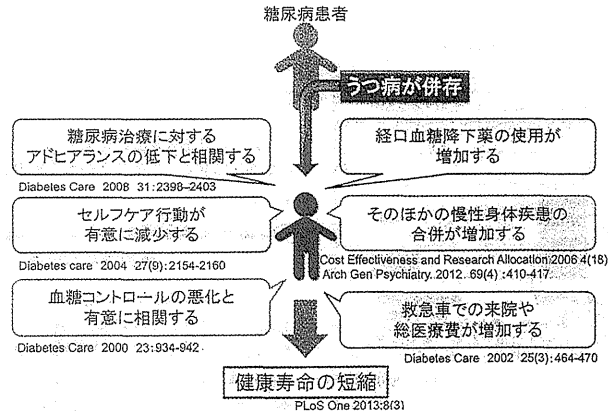 糖尿病患者
うつ病が併存
糖尿病治療に対する
アドヒアランスの低下と相関する
Diabetes Care 2008 31:2398–2403
経口血糖降下薬の使用が
増加する
セルフケア行動が
有意に減少する
Diabetes care 2004 27(9):2154-2160
そのほかの慢性身体疾患の
合併が増加する
Cost Effectiveness and Research Allocation 2006 4(18)
Arch Gen Psychiatry. 2012. 69(4) :410-417.
血糖コントロールの悪化と
有意に相関する
Diabetes Care 2000 23:934-942
救急車での来院や
総医療費が増加する
Diabetes Care 2002 25(3):464-470
健康寿命の短縮
PLoS One 2013:8(3)